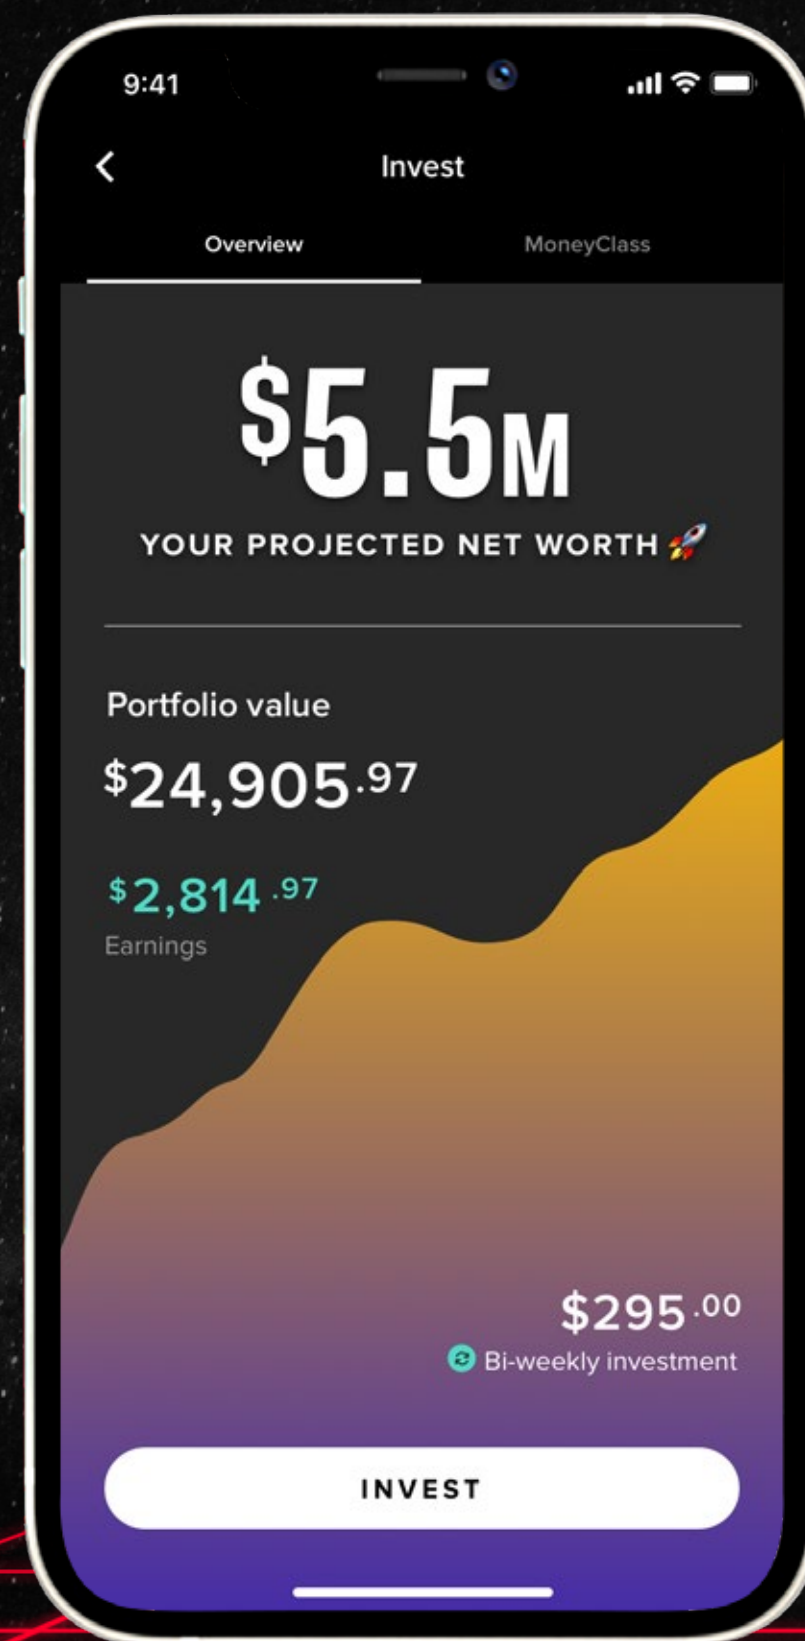 9:41
Invest
Overview
MoneyClass
$5.5M
YOUR PROJECTED NET WORTH 🚀
Portfolio value
$24,905.97
$2,814.97
Earnings
$295.00
Bi-weekly investment
INVEST